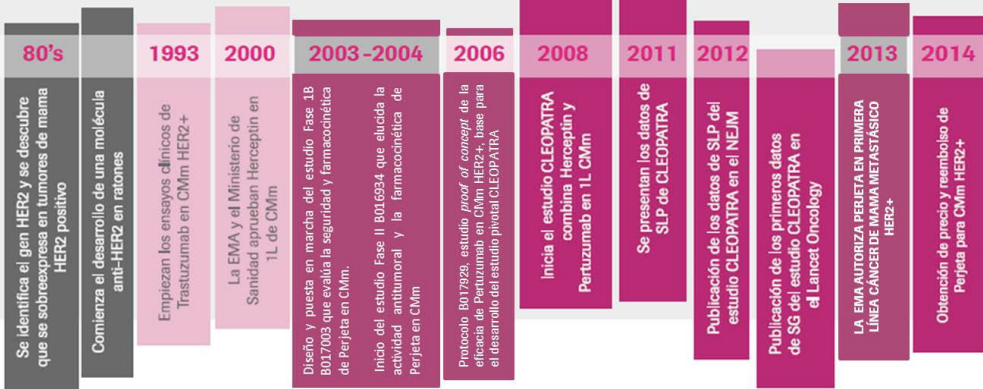 80's
Se identifica el gen HER2 y se descubre
que se sobreexpresa en tumores de mama
HER2 positivo
Comienza el desarrollo de una molécula
anti-HER2 en ratones
1993
Empiezan los ensayos clínicos de
Trastuzumab en CMm HER2+
2000
La EMA y el Ministerio de
Sanidad aprueban Herceptin en
1L de CMm
2003-2004
Diseño y puesta en marcha del estudio Fase 1B
B017003 que evalúa la seguridad y farmacocinética
de Perjeta en CMm.
Inicio del estudio Fase II B016934 que elucida la
actividad antitumoral y la farmacocinética de
Perjeta en CMm
2006
Protocolo B017929, estudio proof of concept de la
eficacia de Pertuzumab en CMm HER2+, base para
el desarrollo del estudio pivotal CLEOPATRA
2008
Inicia el estudio CLEOPATRA
combina Herceptin y
Pertuzumab en 1L CMm
2011
Se presentan los datos de
SLP de CLEOPATRA
2012
Publicación de los datos de SLP del
estudio CLEOPATRA en el NEJM
Publicación de los primeros datos
de SG del estudio CLEOPATRA en
el Lancet Oncology
2013
LA EMA AUTORIZA PERJETA EN PRIMERA
LÍNEA CÁNCER DE MAMA METASTÁSICO
HER2+
2014
Obtención de precio y reembolso de
Perjeta para CMm HER2+